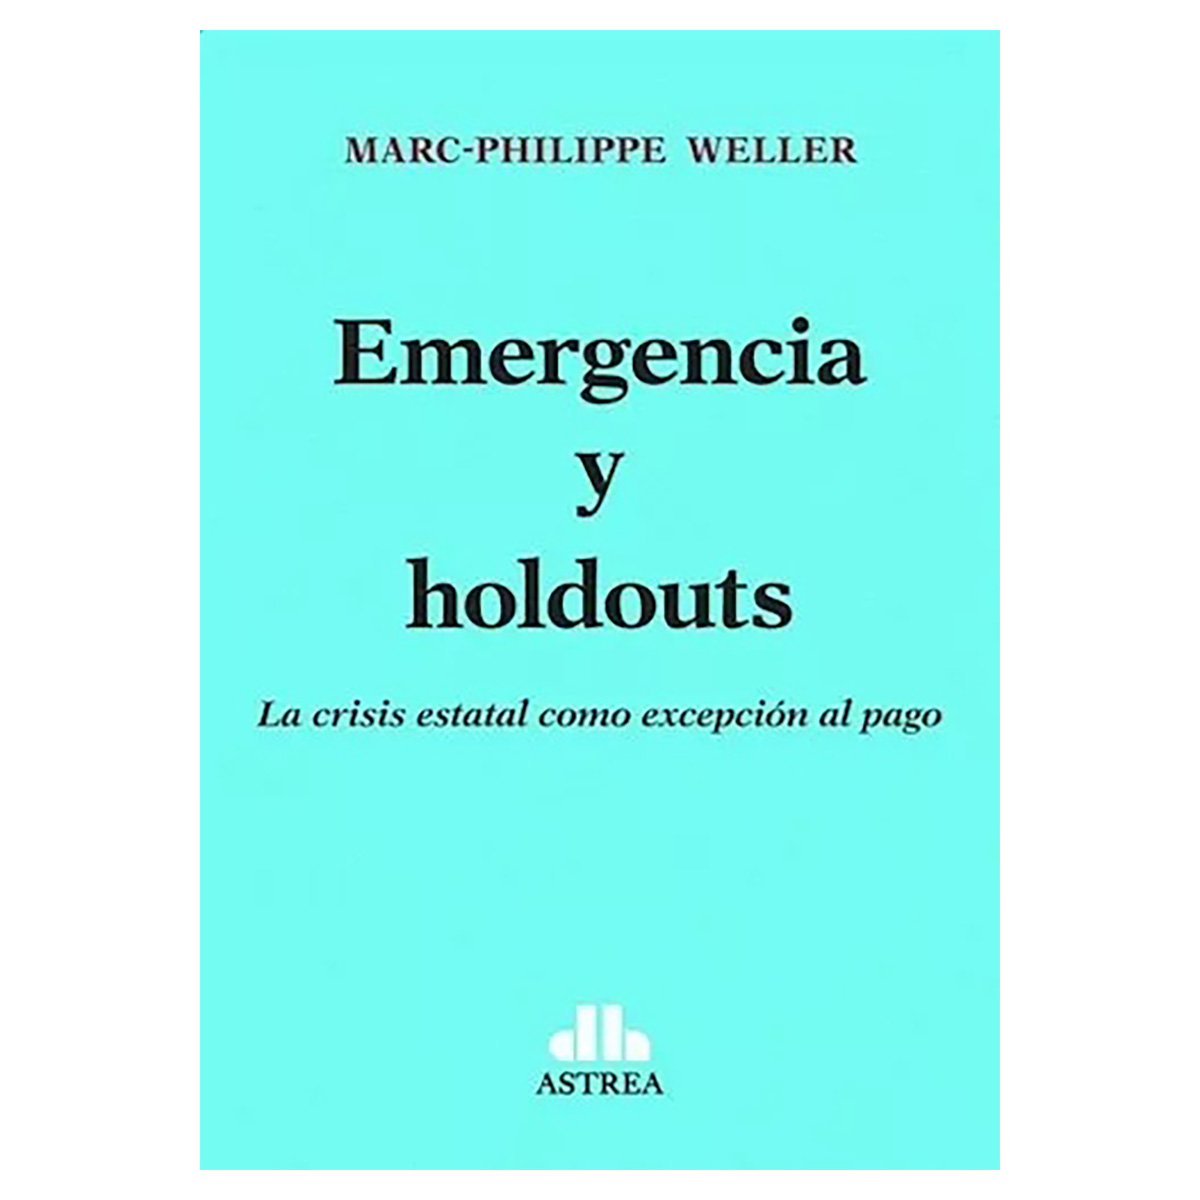 MARC-PHILIPPE WELLER
Emergencia
y
holdouts
La crisis estatal como excepción al pago
ASTREA